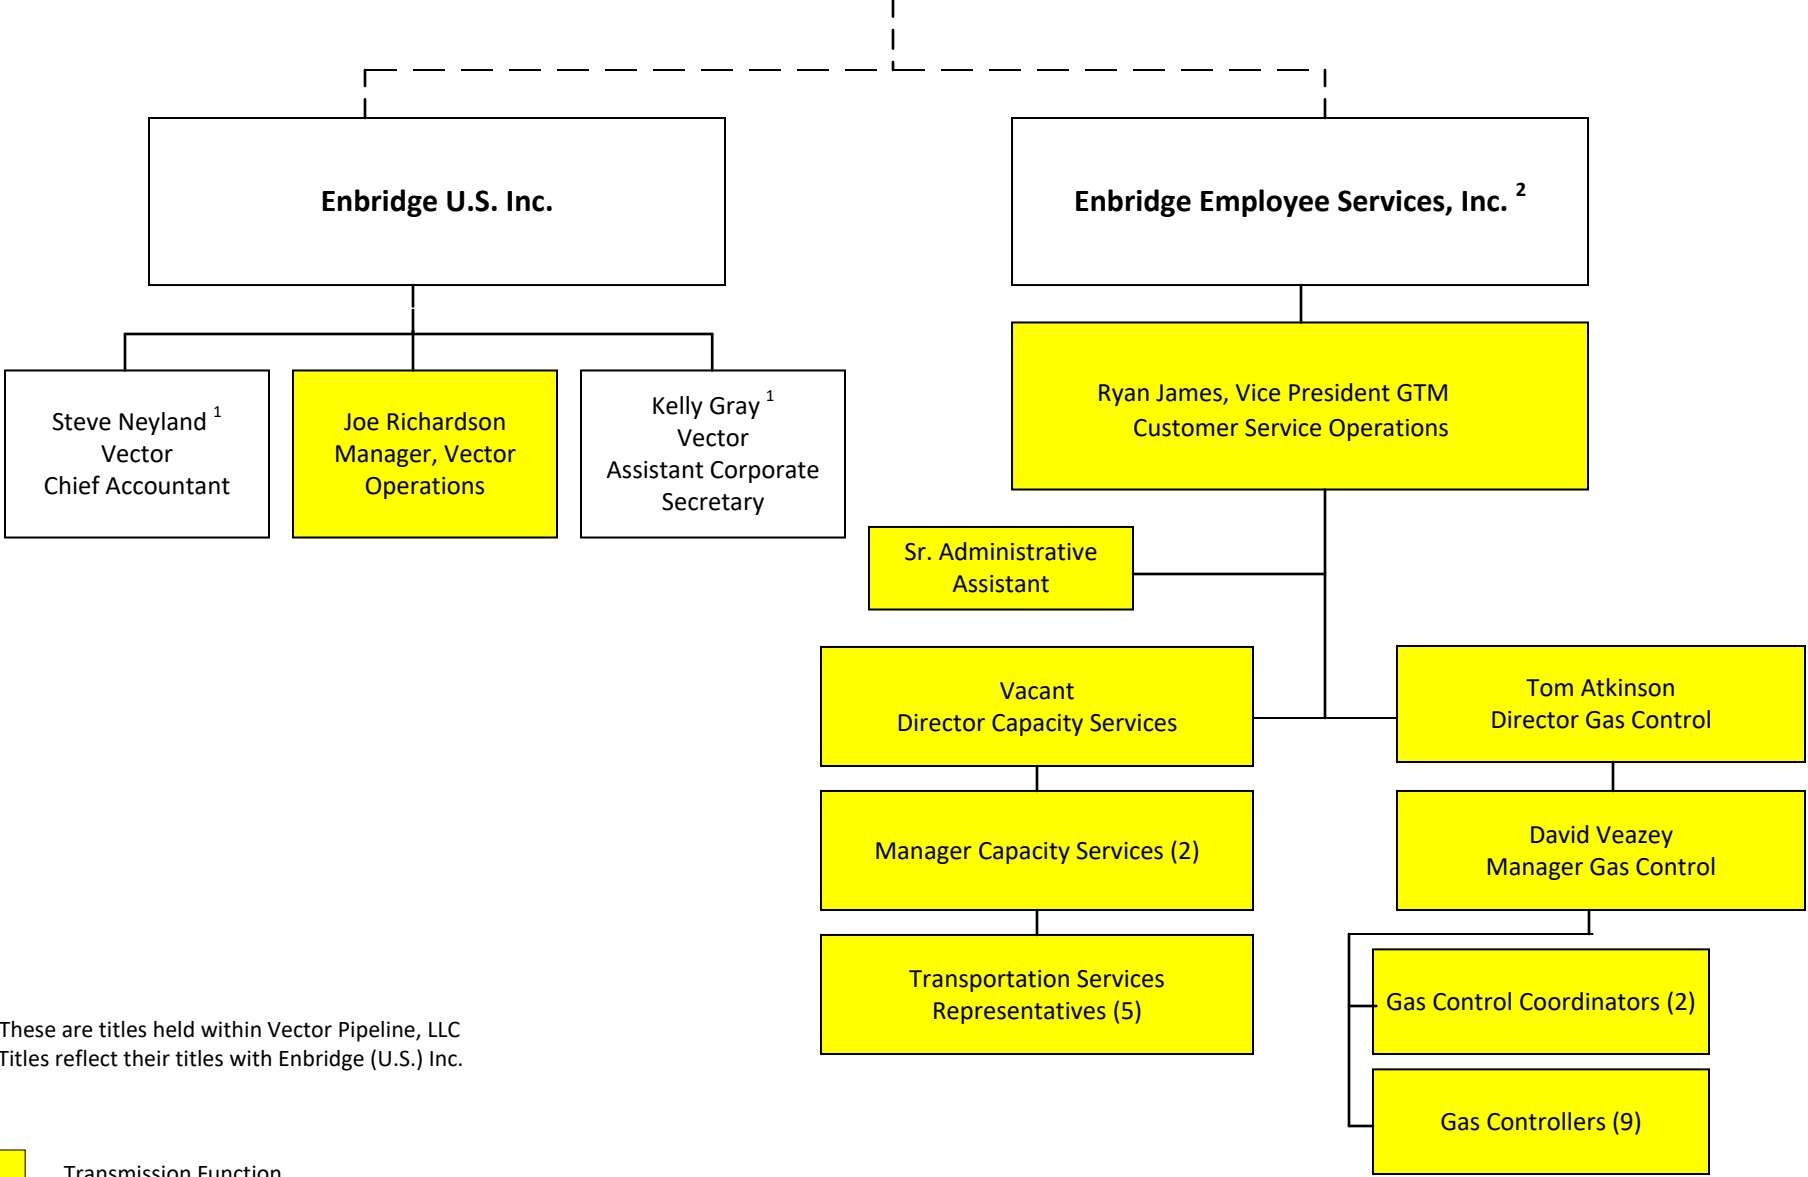 Enbridge U.S. Inc.
Enbridge Employee Services, Inc. 2
Steve Neyland 1
Vector
Chief Accountant
Joe Richardson
Manager, Vector
Operations
Kelly Gray 1
Vector
Assistant Corporate
Secretary
Ryan James, Vice President GTM
Customer Service Operations
Sr. Administrative
Assistant
Vacant
Director Capacity Services
Tom Atkinson
Director Gas Control
Manager Capacity Services (2)
David Veazey
Manager Gas Control
Transportation Services
Representatives (5)
Gas Control Coordinators (2)
Gas Controllers (9)
These are titles held within Vector Pipeline, LLC
Titles reflect their titles with Enbridge (U.S.) Inc.
Transmission Function